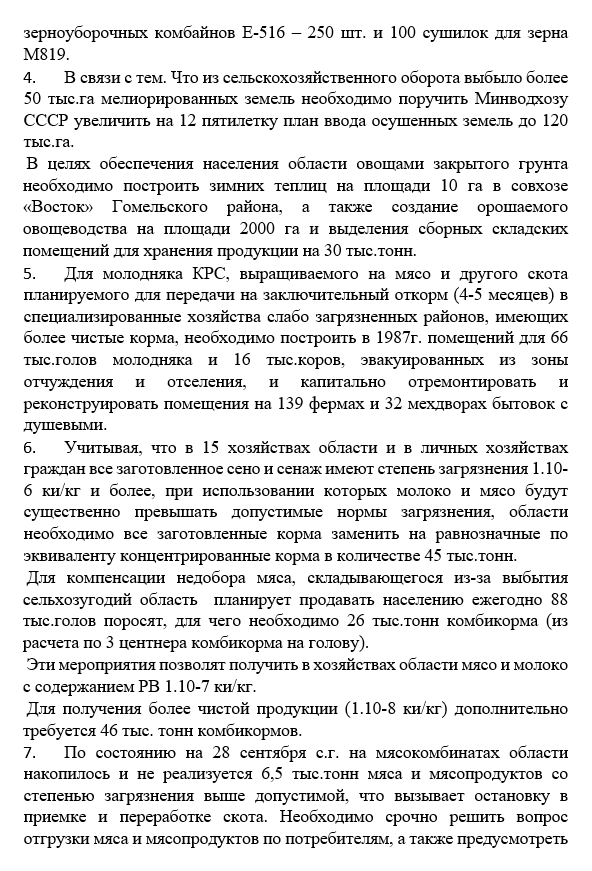 зерноуборочных комбайнов Е-516 – 250 шт. и 100 сушилок для зерна
М819.
4. В связи с тем. Что из сельскохозяйственного оборота выбыло более
50 тыс.га мелиорированных земель необходимо поручить Минводхозу
СССР увеличить на 12 пятилетку план ввода осушенных земель до 120
тыс.га.
В целях обеспечения населения области овощами закрытого грунта
необходимо построить зимних теплиц на площади 10 га в совхозе
«Восток» Гомельского района, а также создание орошаемого
овощеводства на площади 2000 га и выделения сборных складских
помещений для хранения продукции на 30 тыс.тонн.
5. Для молодняка КРС, выращиваемого на мясо и другого скота
планируемого для передачи на заключительный откорм (4-5 месяцев) в
специализированные хозяйства слабо загрязненных районов, имеющих
более чистые корма, необходимо построить в 1987г. помещений для 66
тыс.голов молодняка и 16 тыс.коров, эвакуированных из зоны
отчуждения и отселения, и капитально отремонтировать и
реконструировать помещения на 139 фермах и 32 мехдворах бытовок с
душевыми.
6. Учитывая, что в 15 хозяйствах области и в личных хозяйствах
граждан все заготовленное сено и сенаж имеют степень загрязнения 1.10-
6 ки/кг и более, при использовании которых молоко и мясо будут
существенно превышать допустимые нормы загрязнения, области
необходимо все заготовленные корма заменить на равнозначные по
эквиваленту концентрированные корма в количестве 45 тыс.тонн.
Для компенсации недобора мяса, складывающегося из-за выбытия
сельхозугодий область планирует продавать населению ежегодно 88
тыс.голов поросят, для чего необходимо 26 тыс.тонн комбикорма (из
расчета по 3 центнера комбикорма на голову).
Эти мероприятия позволят получить в хозяйствах области мясо и молоко
с содержанием РВ 1.10-7 ки/кг.
Для получения более чистой продукции (1.10-8 ки/кг) дополнительно
требуется 46 тыс. тонн комбикормов.
7. По состоянию на 28 сентября с.г. на мясокомбинатах области
накопилось и не реализуется 6,5 тыс.тонн мяса и мясопродуктов со
степенью загрязнения выше допустимой, что вызывает остановку в
приемке и переработке скота. Необходимо срочно решить вопрос
отгрузки мяса и мясопродуктов по потребителям, а также предусмотреть